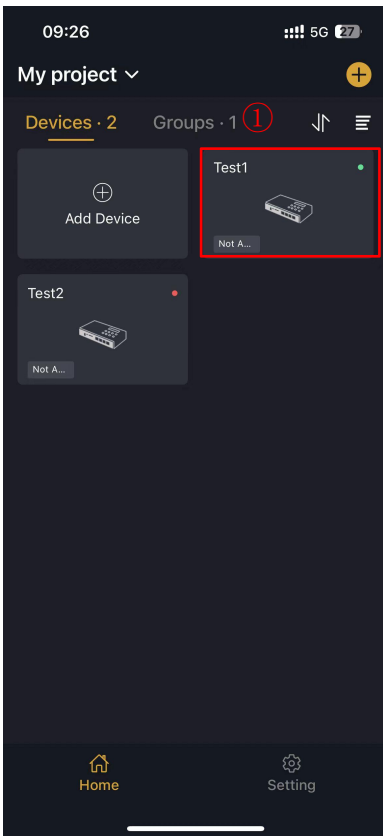 09:26 5G 27
My project
Devices · 2 Groups · 1 ①
Add Device
Test1
Not A...
Test2
Not A...
Home Setting